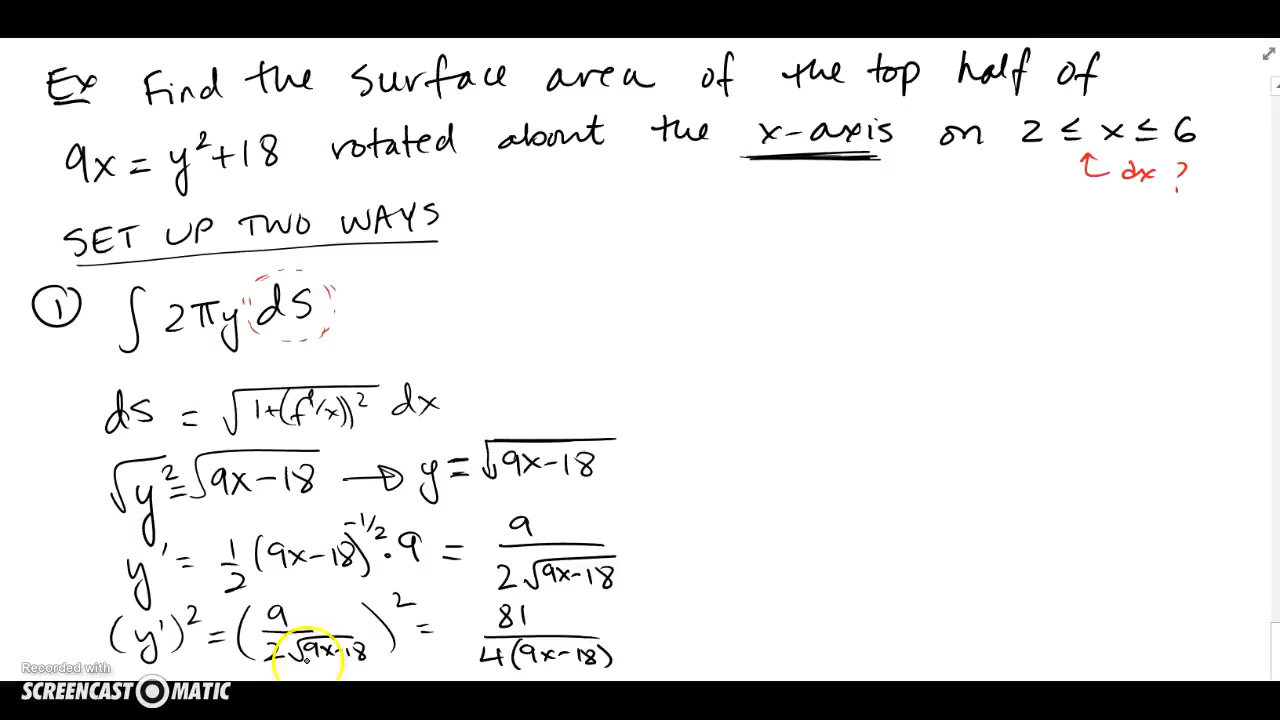 Ex Find the surface area of the top half of
9x = y²+18 rotated about the x-axis on 2 ≤ x ≤ 6
dx ?
SET UP TWO WAYS
① ∫ 2πy "dS"
dS = √(1+(f'(x))²) dx
√y² = √(9x-18) → y = √(9x-18)
y' = 1/2 (9x-18)^(-1/2) · 9 = 9/(2√(9x-18))
(y')² = (9/(2√(9x-18)))² = 81/(4(9x-18))
Recorded with
SCREENCAST-O-MATIC